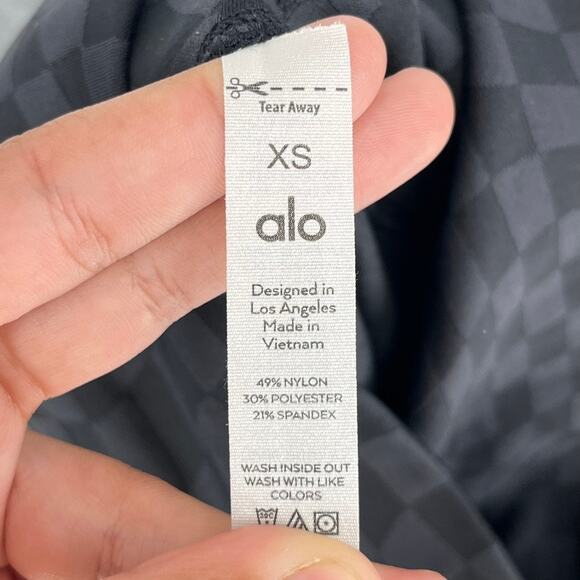 Tear Away
XS
alo
Designed in
Los Angeles
Made in
Vietnam
49% NYLON
30% POLYESTER
21% SPANDEX
WASH INSIDE OUT
WASH WITH LIKE
COLORS
30C